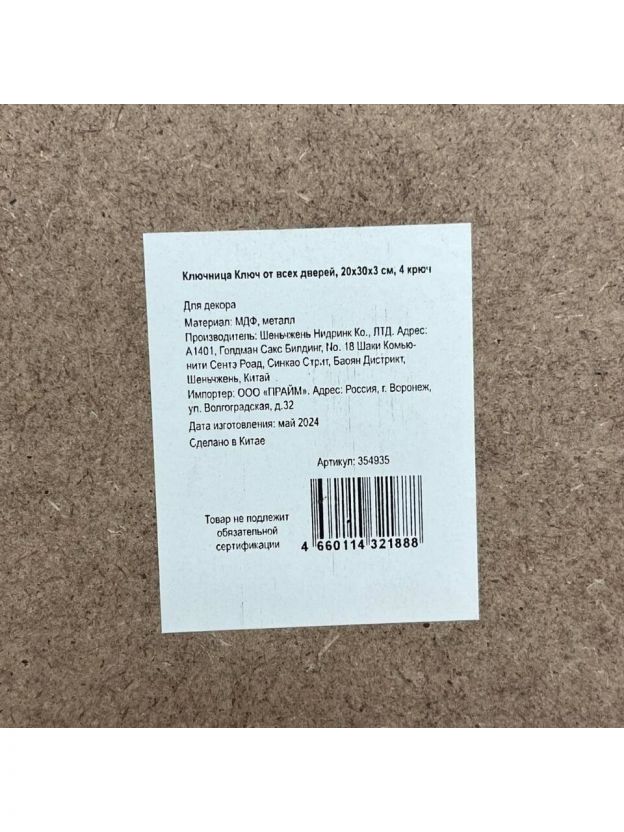 Ключница Ключ от всех дверей, 20х30х3 см, 4 крюч
Для декора
Материал: МДФ, металл
Производитель: Шеньчжень Нидринк Ко., ЛТД. Адрес:
А1401, Голдман Сакс Билдинг, No. 18 Шаки Комью-
нити Сентэ Роад, Синкао Стрит, Баоян Дистрикт,
Шеньчжень, Китай
Импортер: ООО «ПРАЙМ». Адрес: Россия, г. Воронеж,
ул. Волгоградская, д.32
Дата изготовления: май 2024
Сделано в Китае
Артикул: 354935
Товар не подлежит
обязательной
сертификации
4 660114 321888